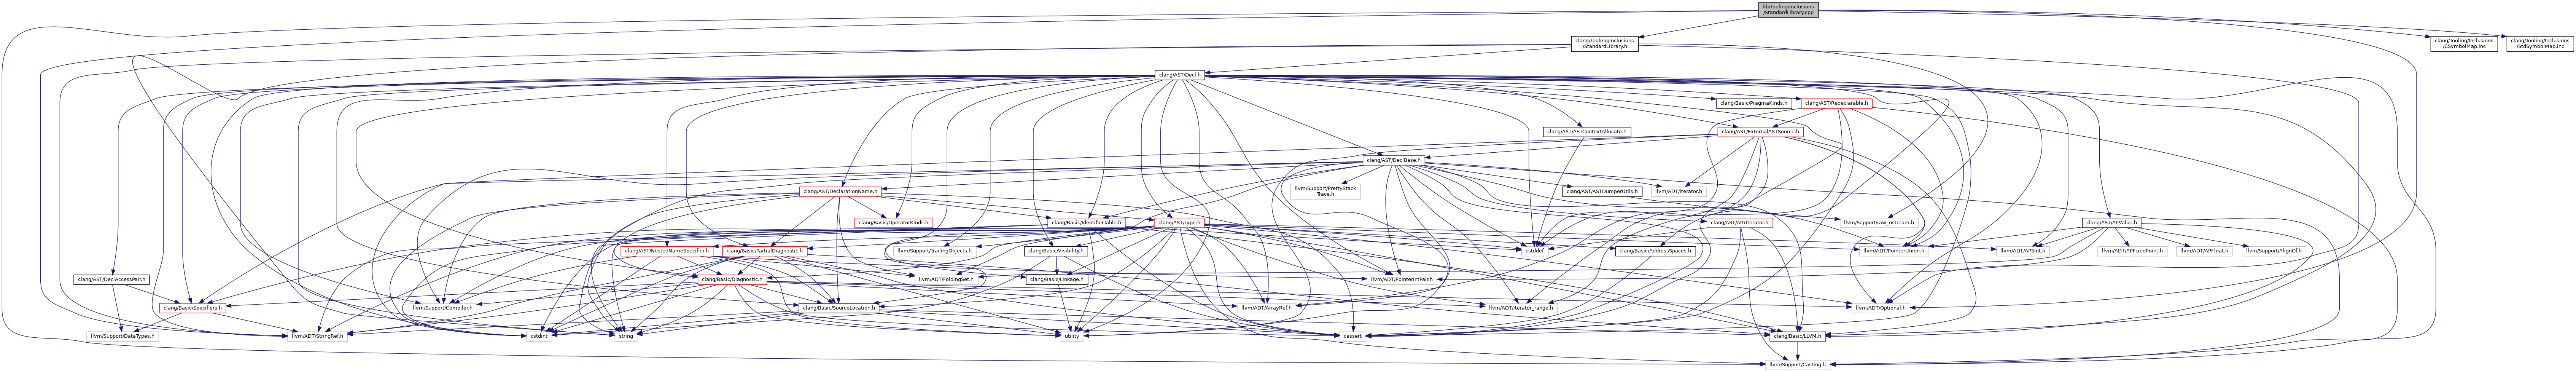 lib/Tooling/Inclusions
/StandardLibrary.cpp
clang/Tooling/Inclusions
/StandardLibrary.h
clang/Tooling/Inclusions
/CSymbolMap.inc
clang/Tooling/Inclusions
/StdSymbolMap.inc
clang/AST/Decl.h
clang/Basic/PragmaKinds.h
clang/AST/Redeclarable.h
clang/AST/ASTContextAllocate.h
clang/AST/ExternalASTSource.h
clang/AST/DeclBase.h
clang/AST/DeclarationName.h
llvm/Support/PrettyStack
Trace.h
clang/AST/ASTDumperUtils.h
llvm/ADT/iterator.h
clang/Basic/OperatorKinds.h
clang/Basic/IdentifierTable.h
clang/AST/Type.h
clang/AST/AttrIterator.h
llvm/Support/raw_ostream.h
clang/AST/APValue.h
clang/AST/NestedNameSpecifier.h
clang/Basic/PartialDiagnostic.h
llvm/Support/TrailingObjects.h
clang/Basic/Visibility.h
cstddef
clang/Basic/AddressSpaces.h
llvm/ADT/PointerUnion.h
llvm/ADT/APSInt.h
llvm/ADT/APFixedPoint.h
llvm/ADT/APFloat.h
llvm/Support/AlignOf.h
clang/AST/DeclAccessPair.h
clang/Basic/Diagnostic.h
llvm/ADT/FoldingSet.h
clang/Basic/Linkage.h
llvm/ADT/PointerIntPair.h
clang/Basic/Specifiers.h
llvm/Support/Compiler.h
clang/Basic/SourceLocation.h
llvm/ADT/ArrayRef.h
llvm/ADT/iterator_range.h
llvm/ADT/Optional.h
llvm/Support/DataTypes.h
llvm/ADT/StringRef.h
cstdint
string
utility
cassert
clang/Basic/LLVM.h
llvm/Support/Casting.h